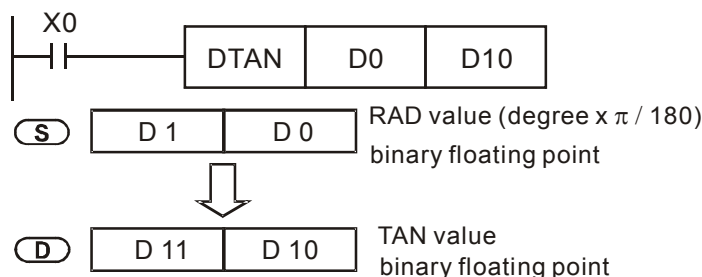 X0
DTAN D0 D10
S D 1 D 0 RAD value (degree x π / 180)
binary floating point
D D 11 D 10 TAN value
binary floating point